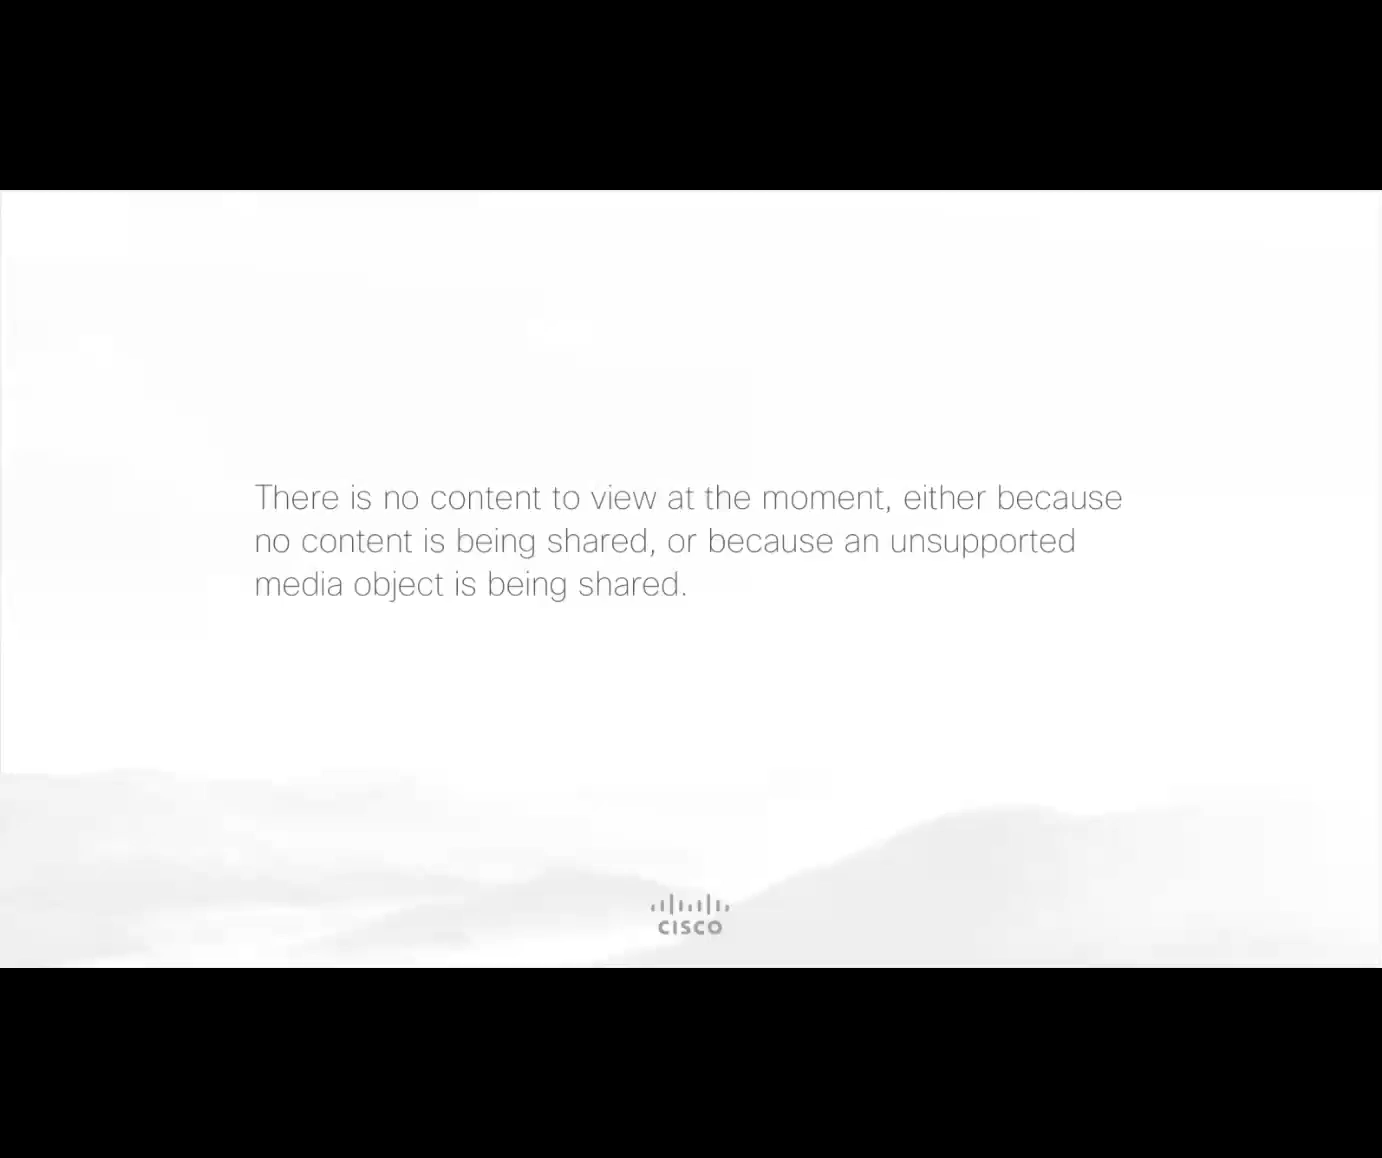 There is no content to view at the moment, either because
no content is being shared, or because an unsupported
media object is being shared.
CISCO